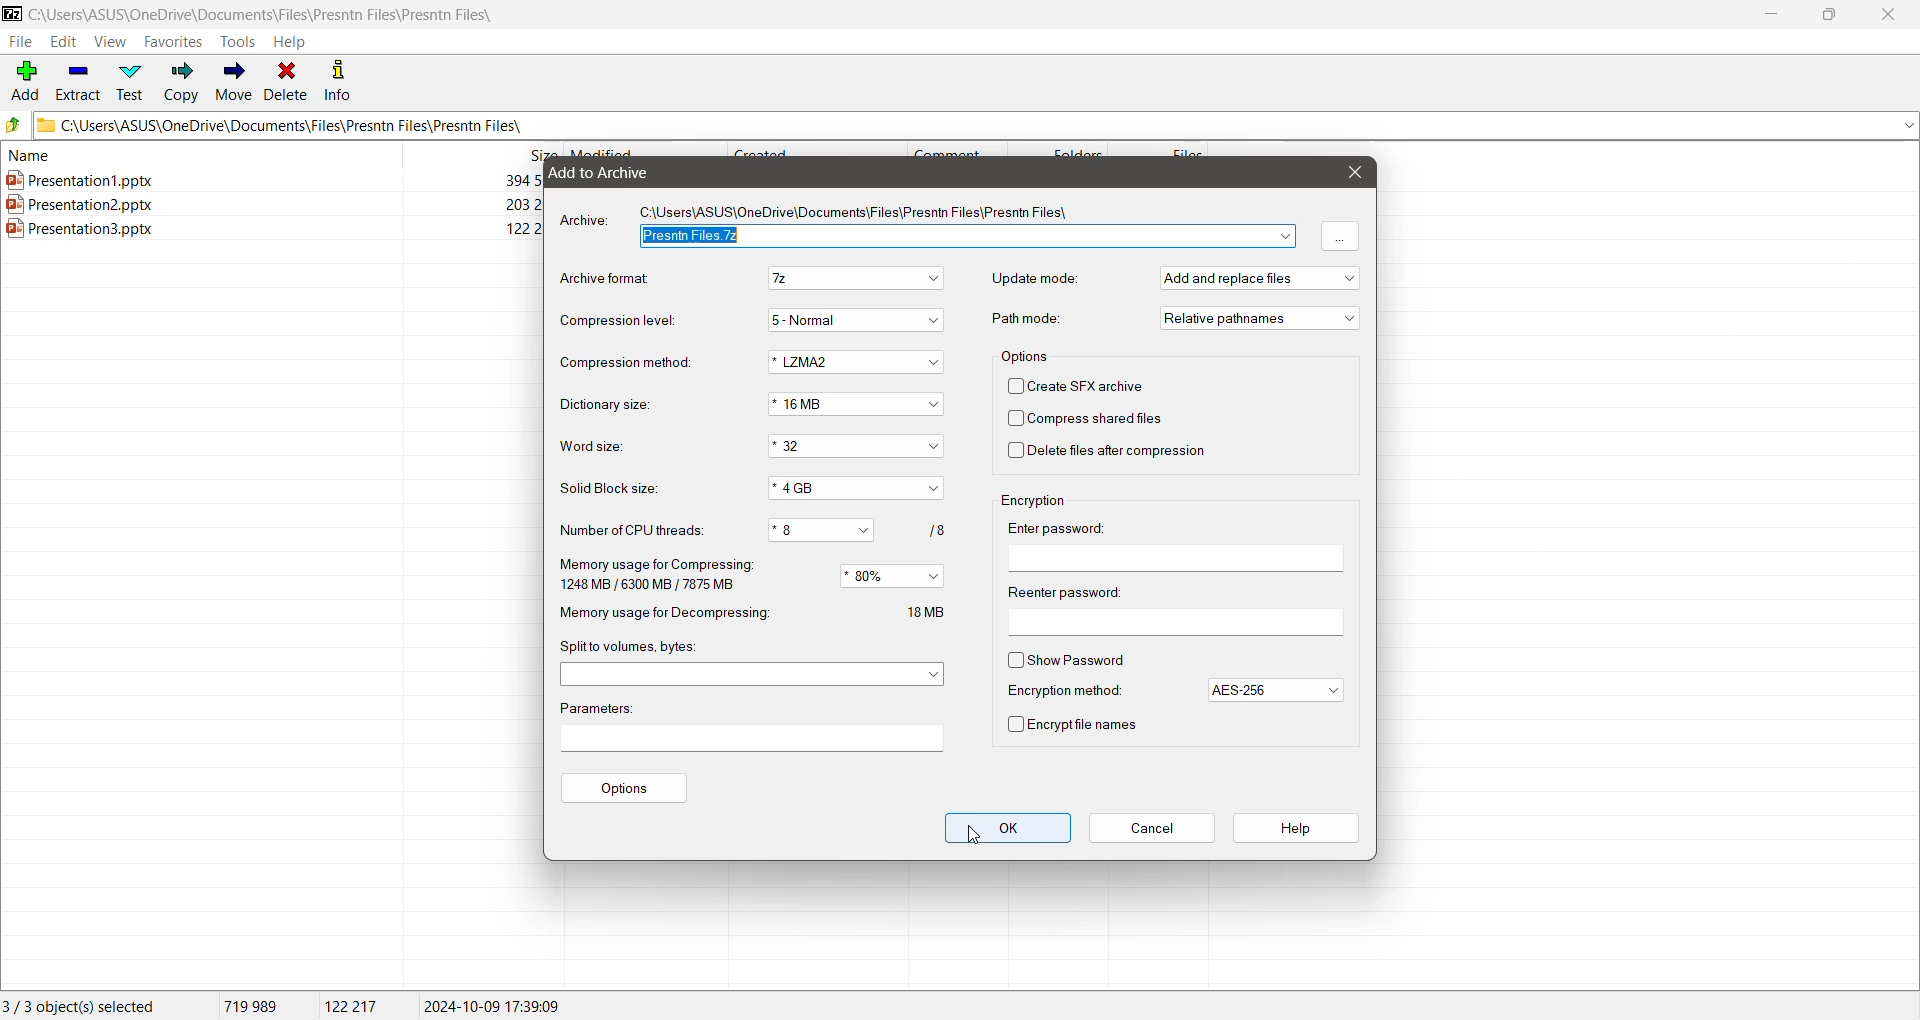 C:\Users\ASUS\OneDrive\Documents\Files\Presntn Files\Presntn Files\
File Edit View Favorites Tools Help
Add Extract Test Copy Move Delete Info
C:\Users\ASUS\OneDrive\Documents\Files\Presntn Files\Presntn Files\
Name Size Modified Created Comment Folders Files
Presentation1.pptx 394 5
Presentation2.pptx 203 2
Presentation3.pptx 122 2
Add to Archive
Archive: C:\Users\ASUS\OneDrive\Documents\Files\Presntn Files\Presntn Files\
Presntn Files.7z ...
Archive format: 7z
Compression level: 5 - Normal
Compression method: * LZMA2
Dictionary size: * 16 MB
Word size: * 32
Solid Block size: * 4 GB
Number of CPU threads: * 8 / 8
Memory usage for Compressing:
1248 MB / 6300 MB / 7875 MB * 80%
Memory usage for Decompressing: 18 MB
Split to volumes, bytes:
Parameters:
Options
Update mode: Add and replace files
Path mode: Relative pathnames
Options
Create SFX archive
Compress shared files
Delete files after compression
Encryption
Enter password:
Reenter password:
Show Password
Encryption method: AES-256
Encrypt file names
OK Cancel Help
3 / 3 object(s) selected 719 989 122 217 2024-10-09 17:39:09